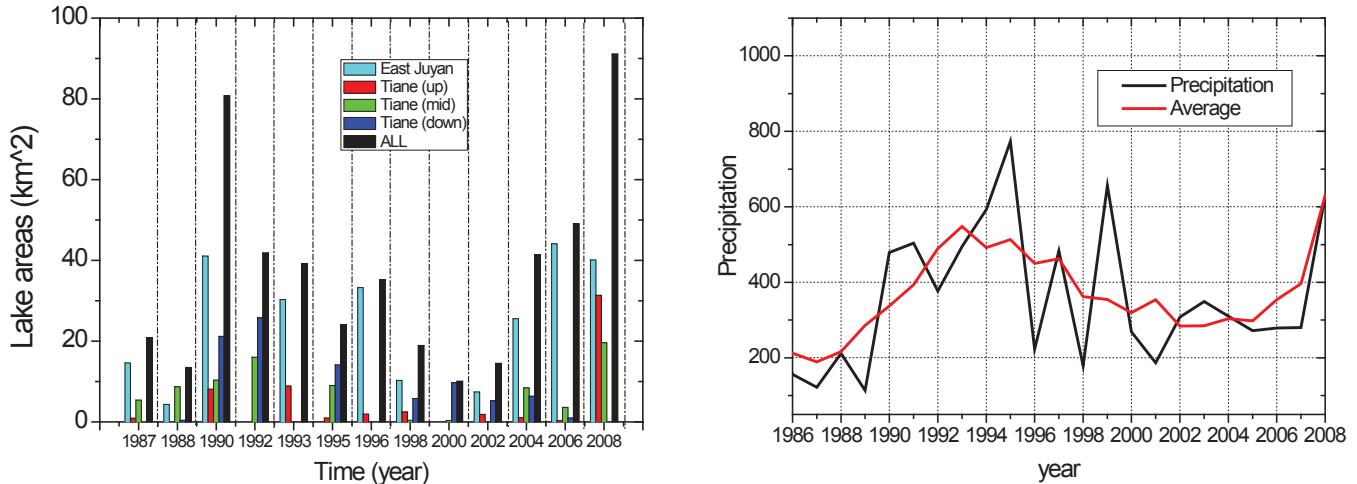 Lake areas (km^2)
100
80
60
40
20
0
East Juyan
Tiane (up)
Tiane (mid)
Tiane (down)
ALL
1987 1988 1990 1992 1993 1995 1996 1998 2000 2002 2004 2006 2008
Time (year)
Precipitation
1000
800
600
400
200
Precipitation
Average
1986 1988 1990 1992 1994 1996 1998 2000 2002 2004 2006 2008
year